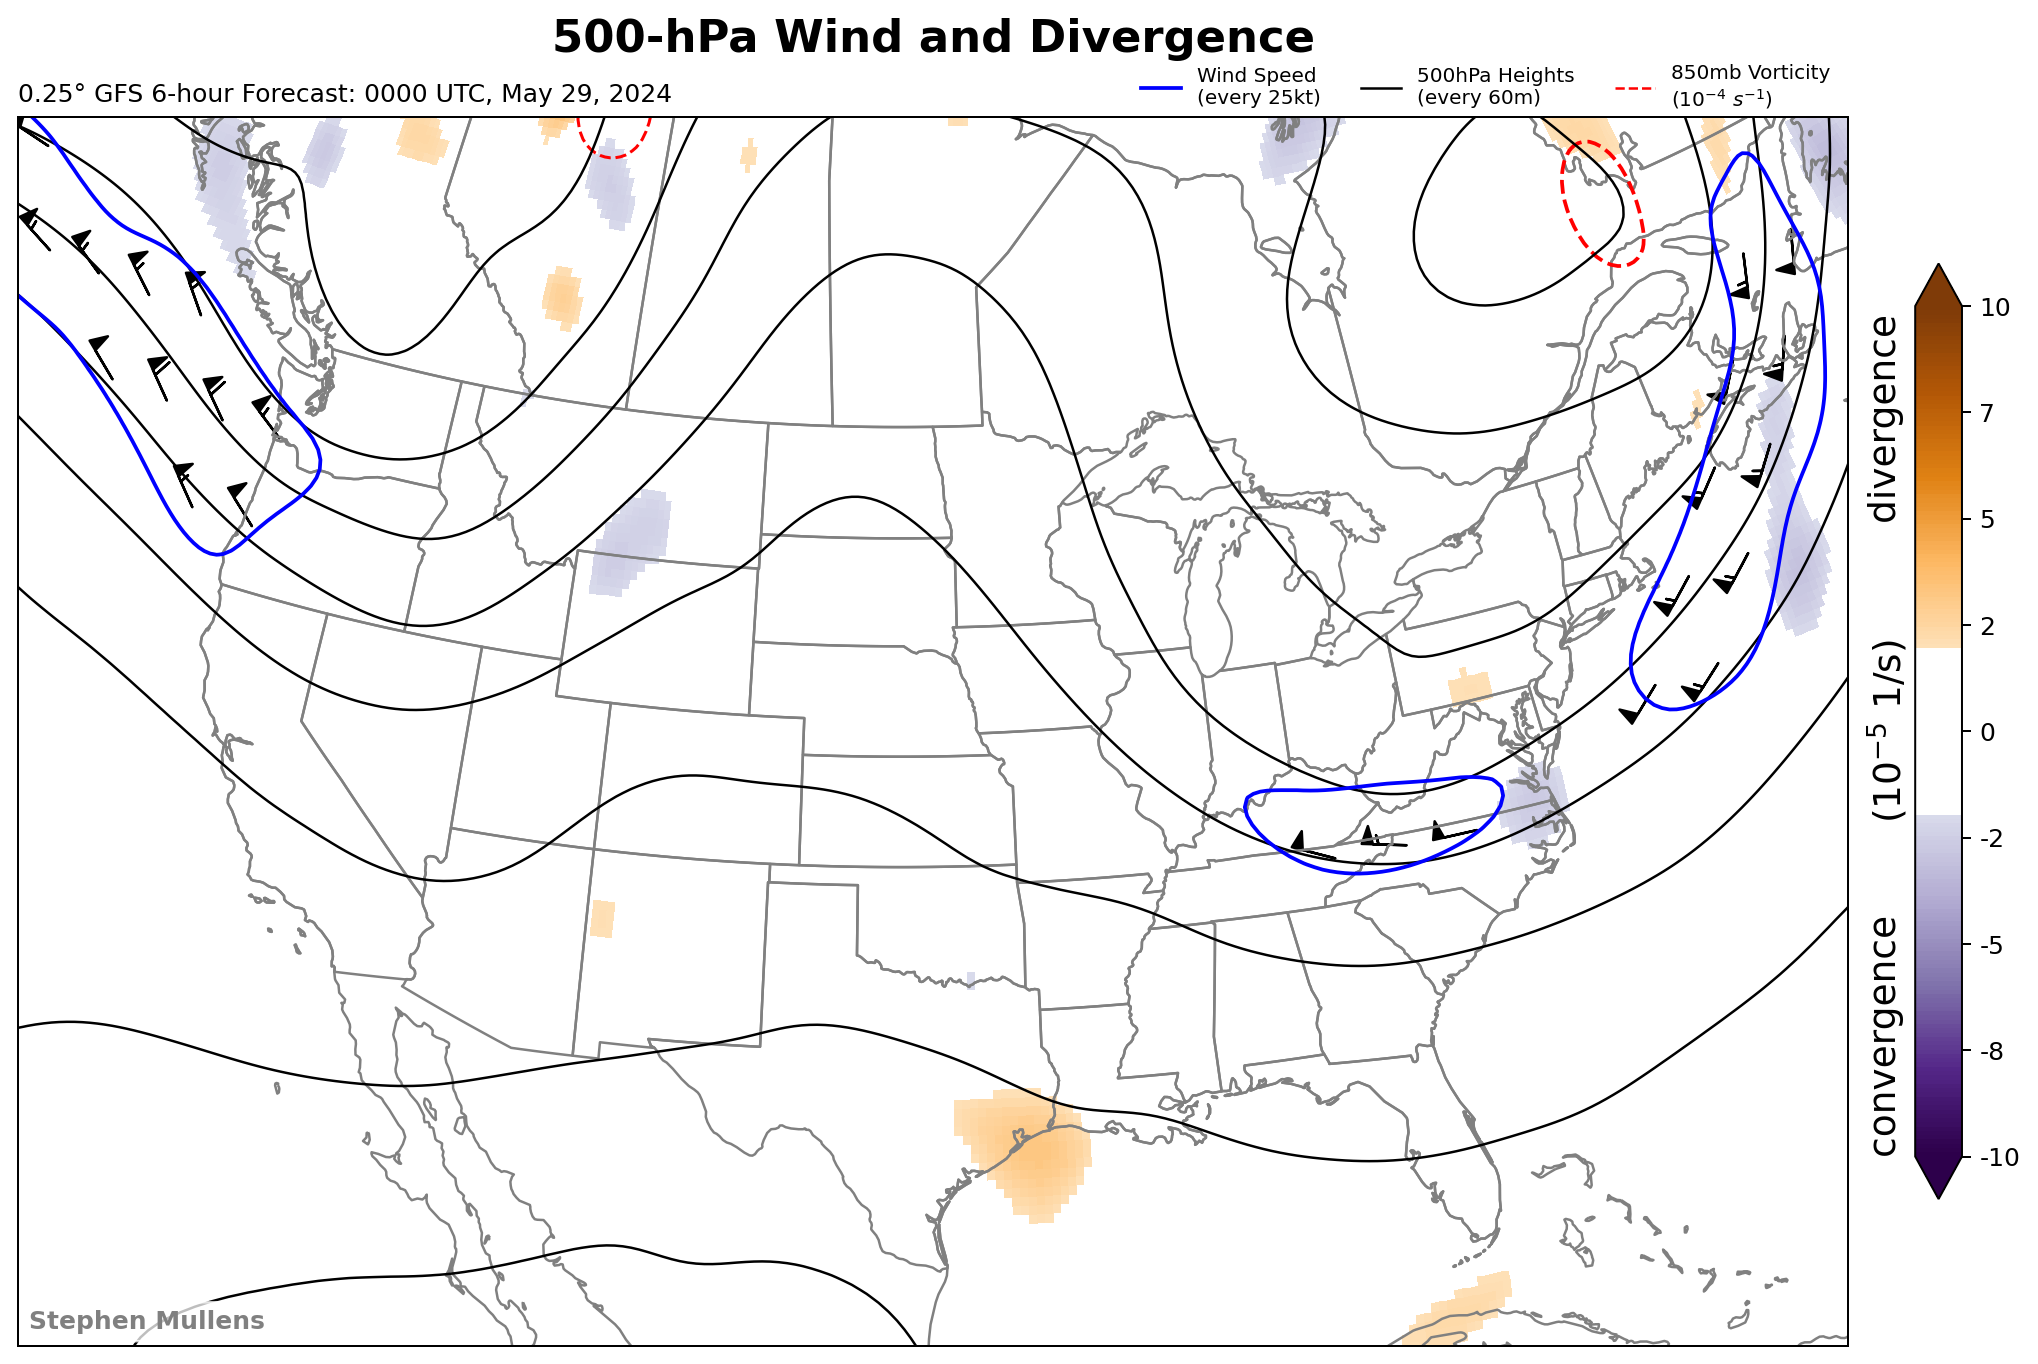 500-hPa Wind and Divergence
0.25° GFS 6-hour Forecast: 0000 UTC, May 29, 2024
Wind Speed
(every 25kt)
500hPa Heights
(every 60m)
850mb Vorticity
(10⁻⁴ s⁻¹)
10
7
5
2
0
-2
-5
-8
-10
convergence (10⁻⁵ 1/s) divergence
Stephen Mullens